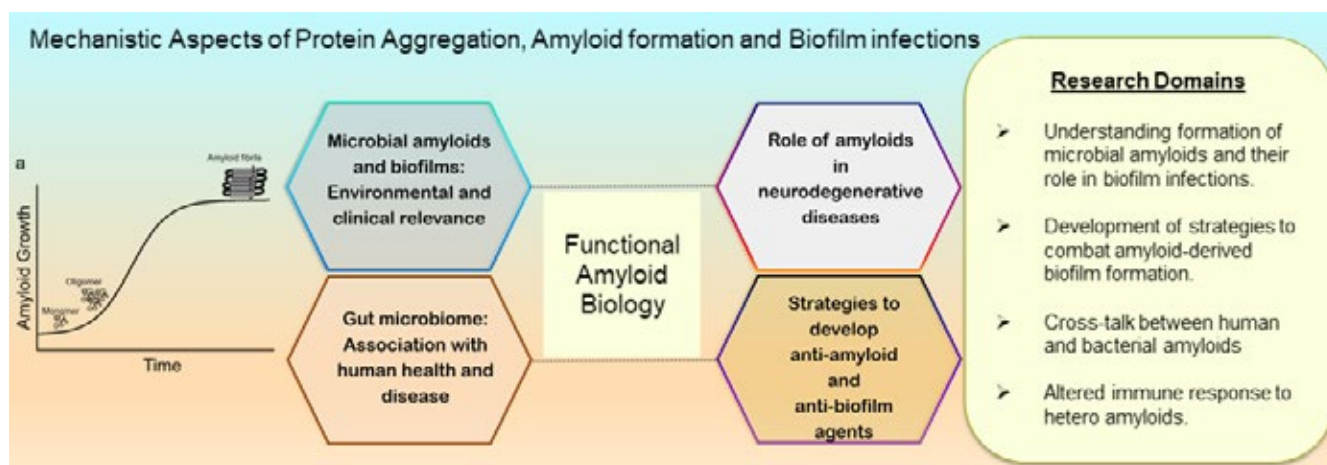 Mechanistic Aspects of Protein Aggregation, Amyloid formation and Biofilm infections
a
Amyloid Growth
Amyloid fibrils
Oligomer
Monomer
Time
Microbial amyloids
and biofilms:
Environmental and
clinical relevance
Gut microbiome:
Association with
human health and
disease
Functional
Amyloid
Biology
Role of amyloids
in
neurodegenerative
diseases
Strategies to
develop
anti-amyloid
and
anti-biofilm
agents
Research Domains
➤ Understanding formation of
microbial amyloids and their
role in biofilm infections.
➤ Development of strategies to
combat amyloid-derived
biofilm formation.
➤ Cross-talk between human
and bacterial amyloids
➤ Altered immune response to
hetero amyloids.